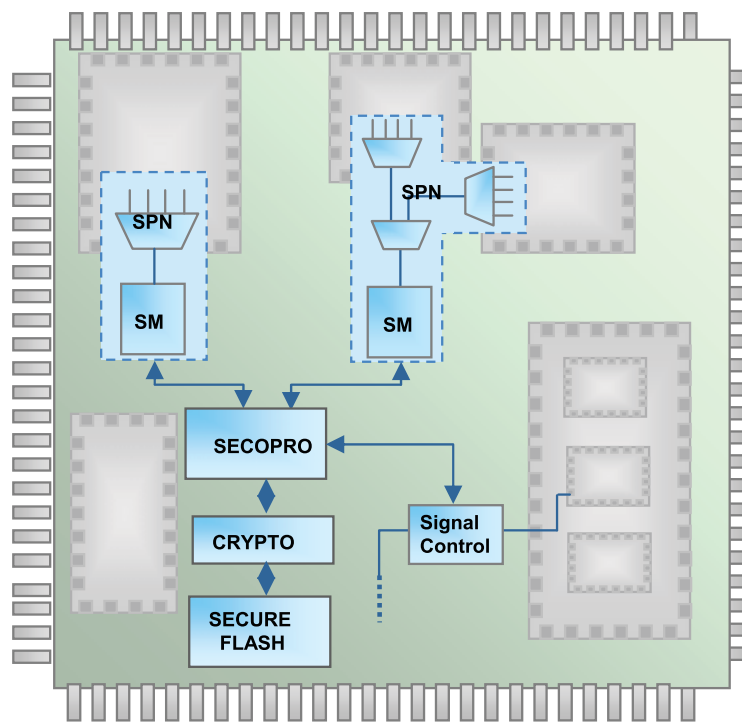 SPN
SPN
SM
SM
SECOPRO
Signal
Control
CRYPTO
SECURE
FLASH